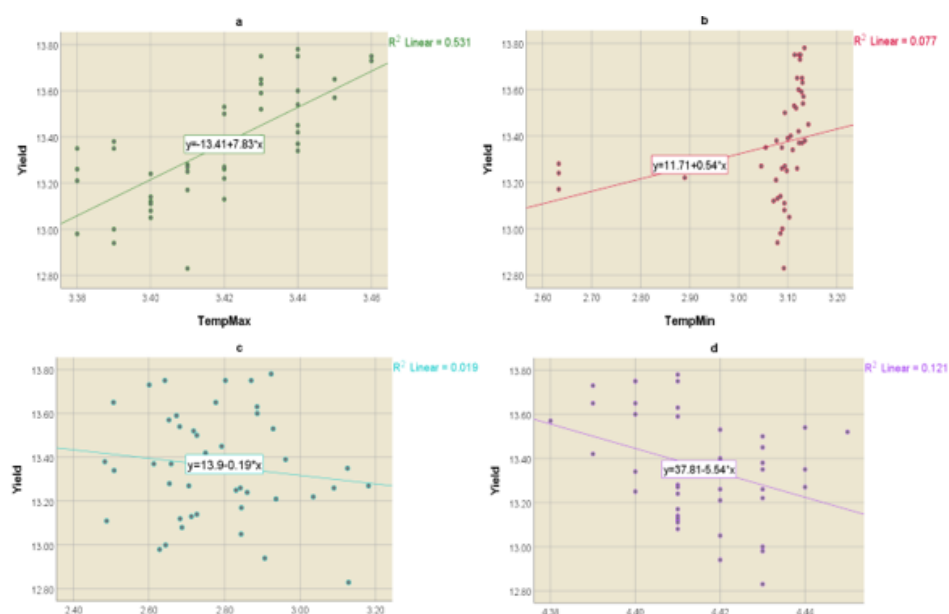 a
R² Linear = 0.531
13.80
13.60
13.40
13.20
13.00
12.80
Yield
y=-13.41+7.83*x
3.38
3.40
3.42
3.44
3.46
TempMax
b
R² Linear = 0.077
13.80
13.60
13.40
13.20
13.00
12.80
Yield
y=11.71+0.54*x
2.60
2.70
2.80
2.90
3.00
3.10
3.20
TempMin
c
R² Linear = 0.019
13.80
13.60
13.40
13.20
13.00
12.80
Yield
y=13.9-0.19*x
2.40
2.60
2.80
3.00
3.20
d
R² Linear = 0.121
13.80
13.60
13.40
13.20
13.00
12.80
Yield
y=37.81-5.54*x
4.38
4.40
4.42
4.44